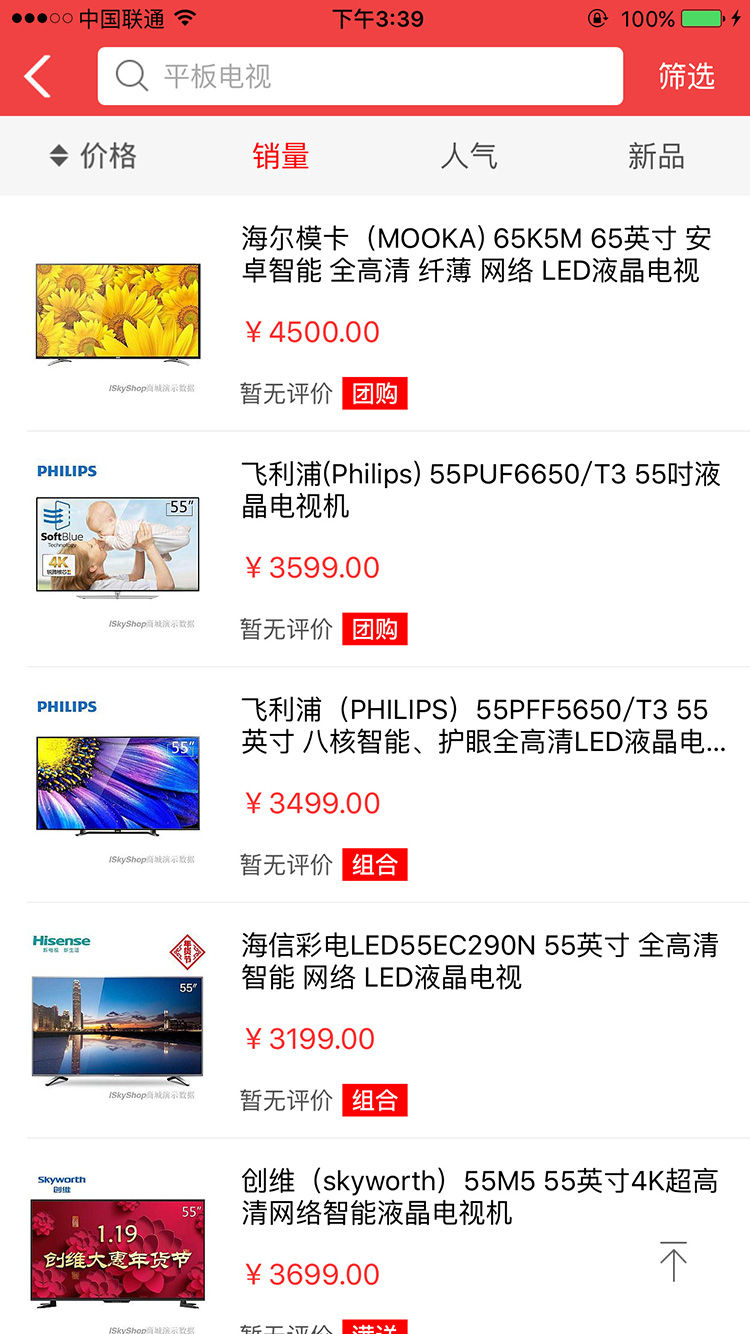 中国联通 下午3:39 100%
平板电视 筛选
价格 销量 人气 新品
海尔模卡（MOOKA) 65K5M 65英寸 安
卓智能 全高清 纤薄 网络 LED液晶电视
￥4500.00
ISkyShop商城演示数据
暂无评价 团购
PHILIPS
55"
SoftBlue
Technology
4K
飞利浦(Philips) 55PUF6650/T3 55吋液
晶电视机
￥3599.00
ISkyShop商城演示数据
暂无评价 团购
PHILIPS
55"
飞利浦（PHILIPS）55PFF5650/T3 55
英寸 八核智能、护眼全高清LED液晶电...
￥3499.00
ISkyShop商城演示数据
暂无评价 组合
Hisense
年货节
55"
海信彩电LED55EC290N 55英寸 全高清
智能 网络 LED液晶电视
￥3199.00
ISkyShop商城演示数据
暂无评价 组合
Skyworth
创维
55"
1.19
创维大惠年货节
创维（skyworth）55M5 55英寸4K超高
清网络智能液晶电视机
￥3699.00
ISkyShop商城演示数据
暂无评价 满送